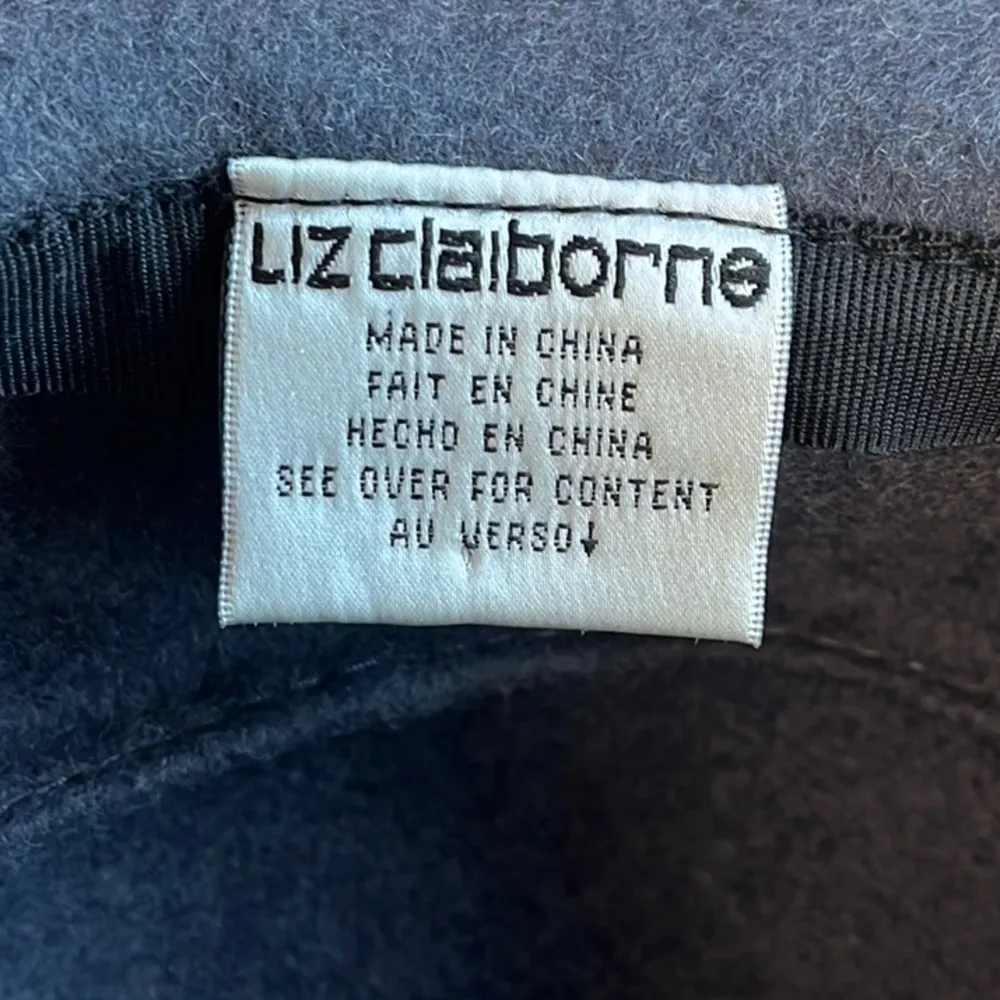 Liz claiborne
MADE IN CHINA
FAIT EN CHINE
HECHO EN CHINA
SEE OVER FOR CONTENT
AU VERSO↓